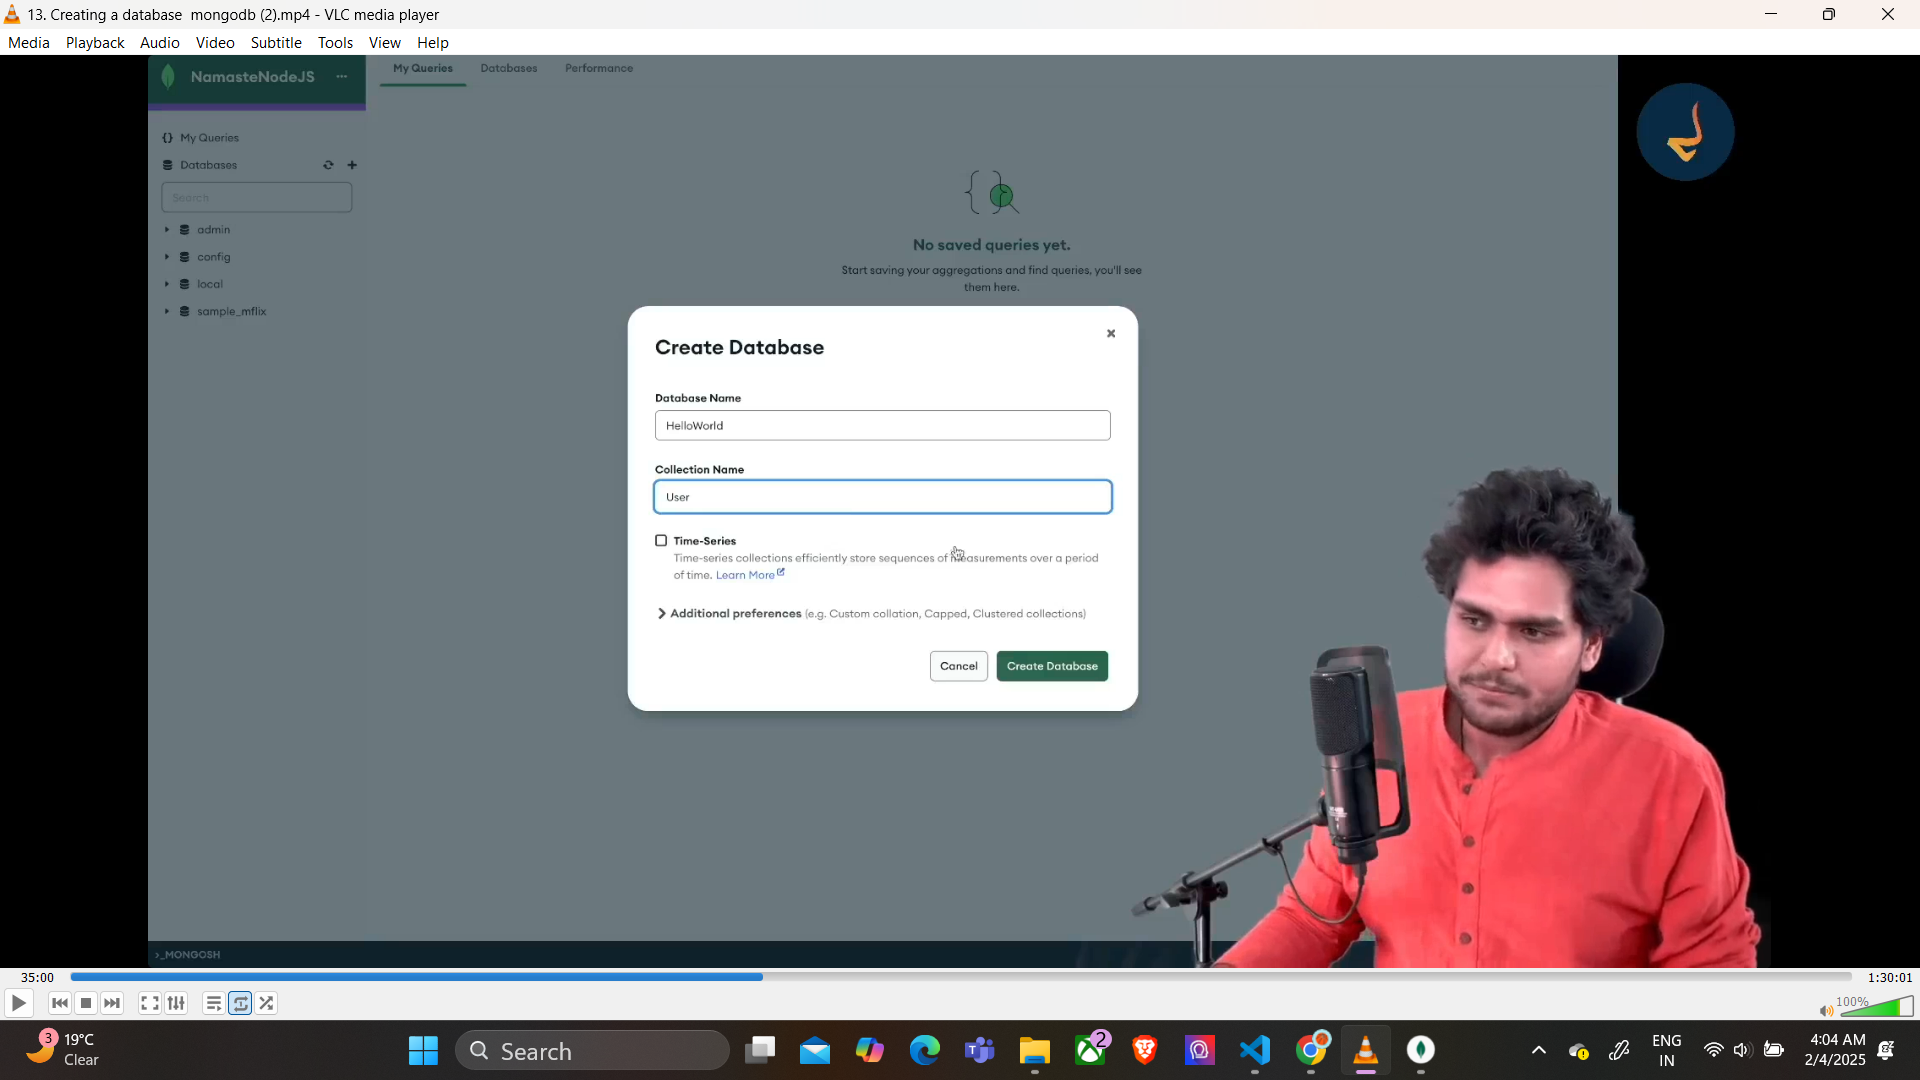 13. Creating a database  mongodb (2).mp4 - VLC media player
Media Playback Audio Video Subtitle Tools View Help
NamasteNodeJS ...
My Queries Databases Performance
{} My Queries
Databases
Search
admin
config
local
sample_mflix
No saved queries yet.
Start saving your aggregations and find queries, you'll see
them here.
Create Database
Database Name
HelloWorld
Collection Name
User
Time-Series
Time-series collections efficiently store sequences of measurements over a period
of time. Learn More
Additional preferences (e.g. Custom collation, Capped, Clustered collections)
Cancel Create Database
>_MONGOSH
35:00 1:30:01
100%
3 19°C
Clear
Search
2
ENG
IN
4:04 AM
2/4/2025